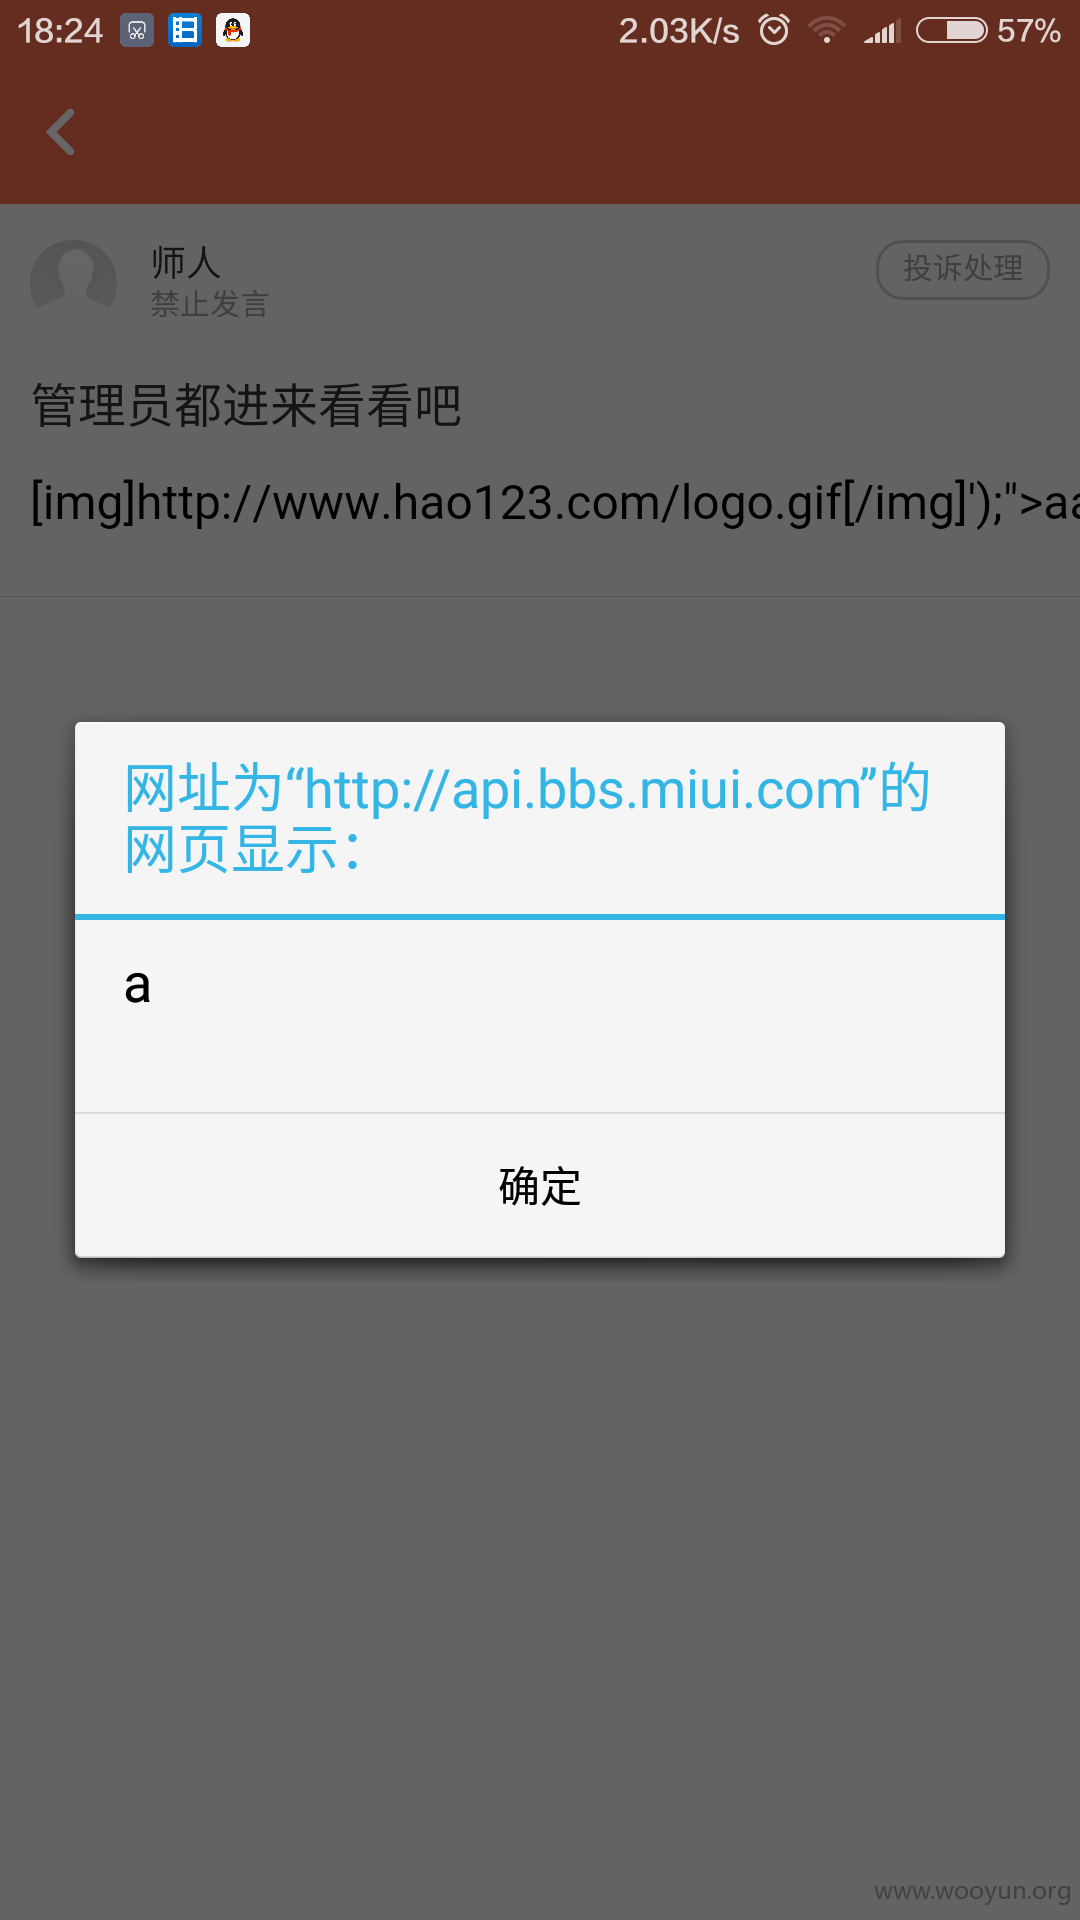 18:24
2.03K/s
57%
师人
禁止发言
投诉处理
管理员都进来看看吧
[img]http://www.hao123.com/logo.gif[/img]');">aa
网址为“http://api.bbs.miui.com”的
网页显示：
a
确定
www.wooyun.org